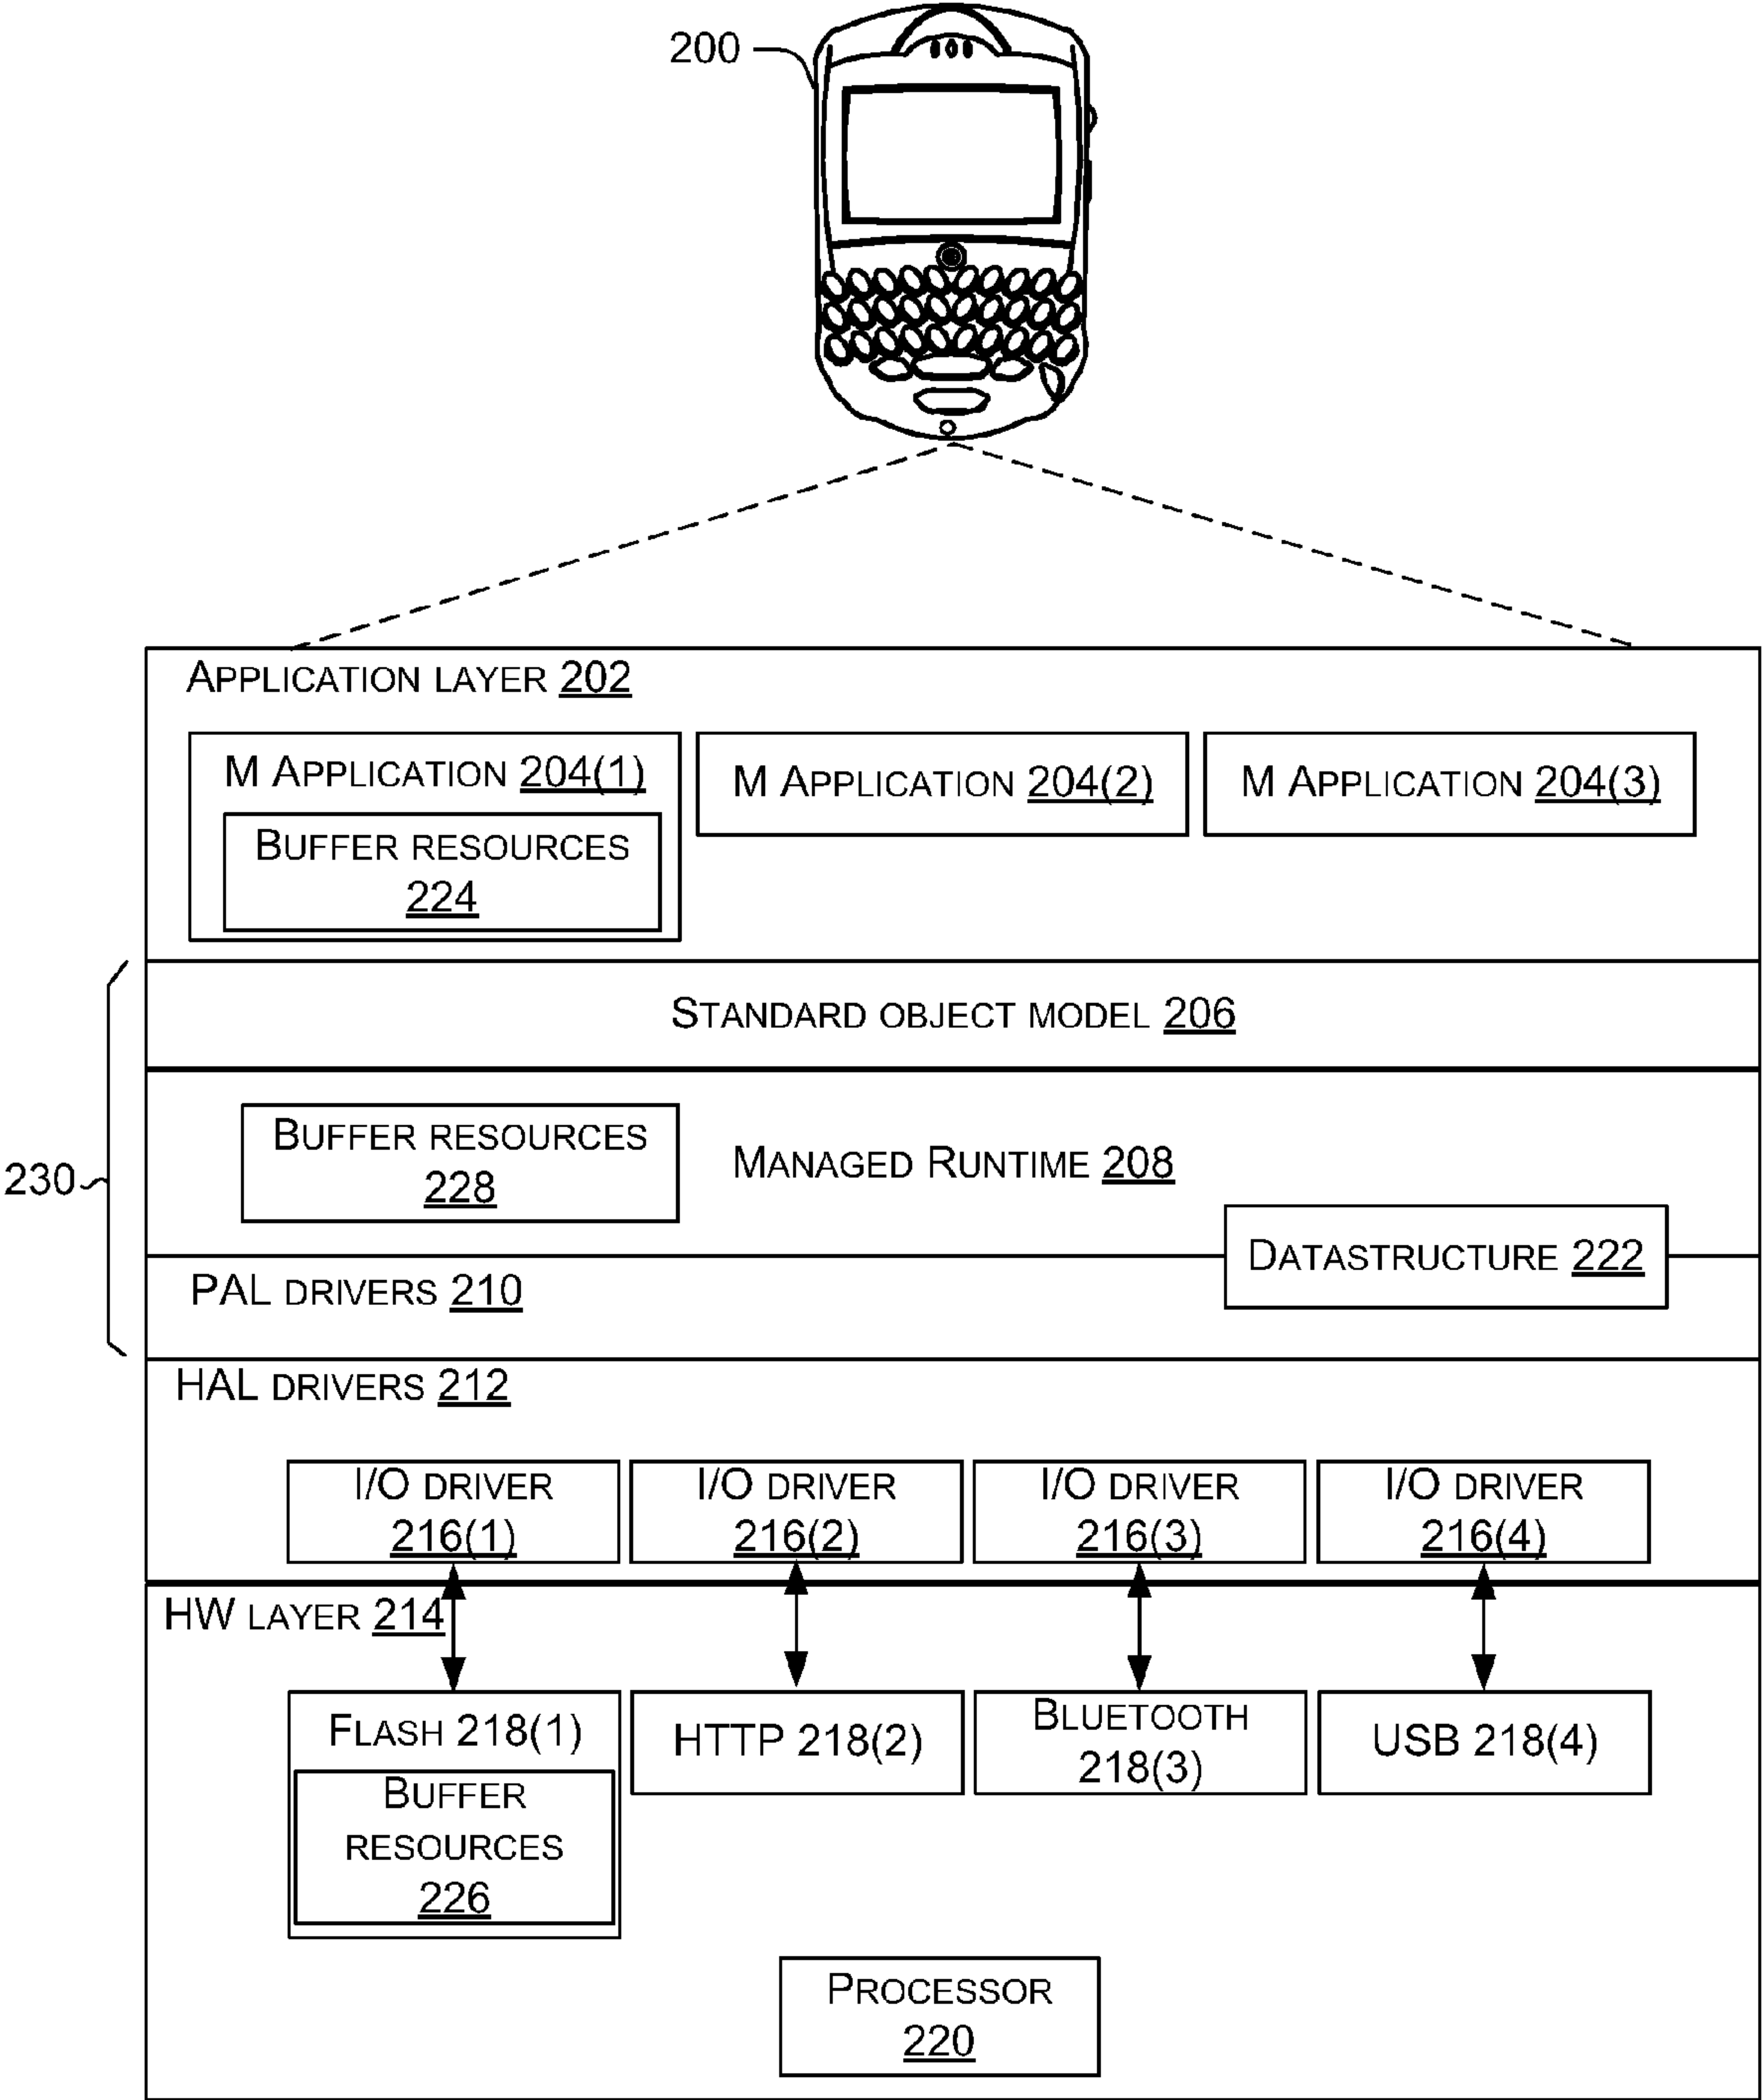 200
APPLICATION LAYER 202
M APPLICATION 204(1)
M APPLICATION 204(2)
M APPLICATION 204(3)
BUFFER RESOURCES
224
230
STANDARD OBJECT MODEL 206
BUFFER RESOURCES
228
MANAGED RUNTIME 208
DATASTRUCTURE 222
PAL DRIVERS 210
HAL DRIVERS 212
I/O DRIVER
216(1)
I/O DRIVER
216(2)
I/O DRIVER
216(3)
I/O DRIVER
216(4)
HW LAYER 214
FLASH 218(1)
BUFFER
RESOURCES
226
HTTP 218(2)
BLUETOOTH
218(3)
USB 218(4)
PROCESSOR
220